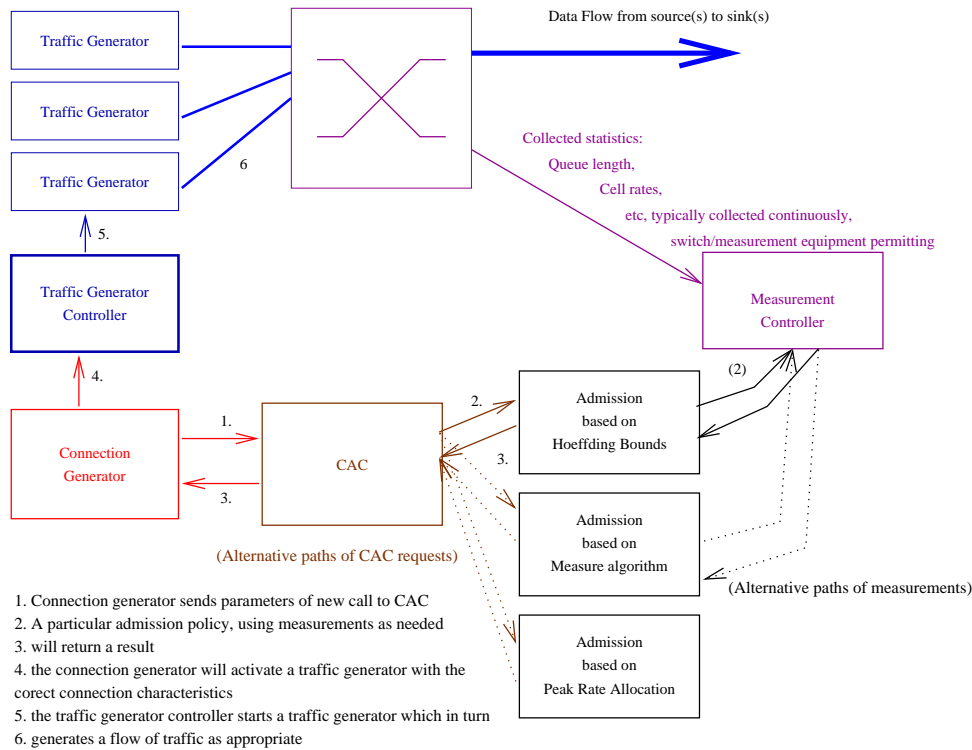 Data Flow from source(s) to sink(s)
Traffic Generator
Traffic Generator
Traffic Generator
6
Collected statistics:
Queue length,
Cell rates,
etc, typically collected continuously,
switch/measurement equipment permitting
5.
Traffic Generator
Controller
Measurement
Controller
4.
(2)
Connection
Generator
1.
3.
CAC
2.
3.
Admission
based on
Hoeffding Bounds
Admission
based on
Measure algorithm
(Alternative paths of CAC requests)
(Alternative paths of measurements)
Admission
based on
Peak Rate Allocation
1. Connection generator sends parameters of new call to CAC
2. A particular admission policy, using measurements as needed
3. will return a result
4. the connection generator will activate a traffic generator with the
corect connection characteristics
5. the traffic generator controller starts a traffic generator which in turn
6. generates a flow of traffic as appropriate